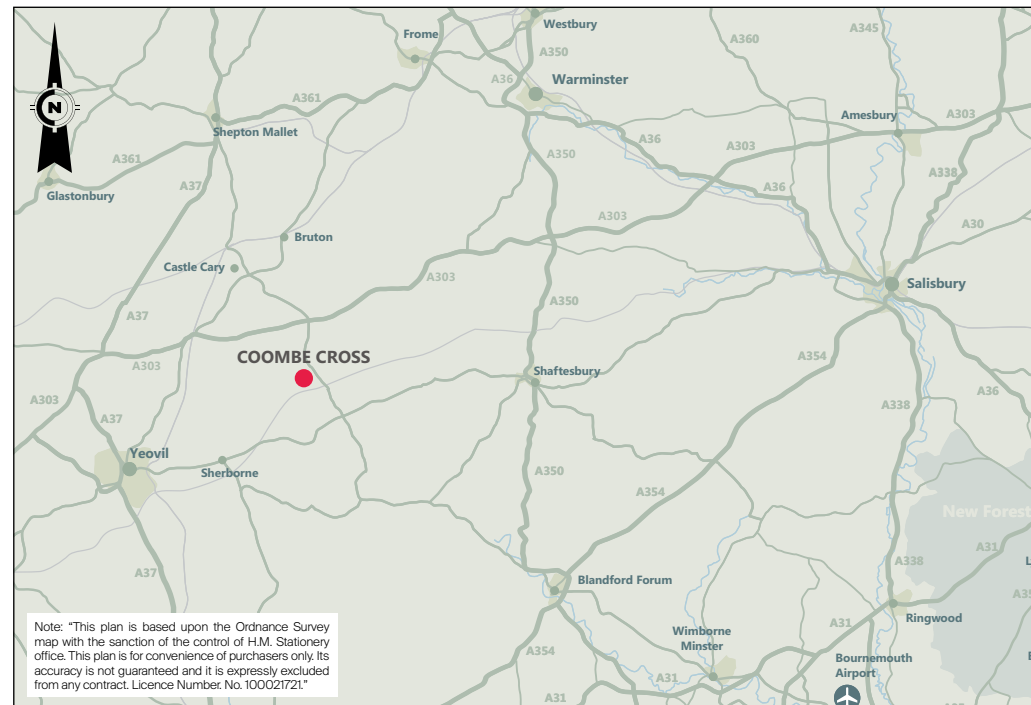 Westbury
Frome
A350
A360
A345
A36
Warminster
A361
Amesbury
A303
Shepton Mallet
A36
A303
A350
A361
A338
A37
A36
Glastonbury
A303
A30
Bruton
Castle Cary
A303
Salisbury
A350
A37
COOMBE CROSS
A354
A303
Shaftesbury
A36
A303
A338
A37
Yeovil
Sherborne
A350
A354
New Forest
A31
A338
A37
Blandford Forum
Ringwood
A31
Wimborne
Minster
A354
Bournemouth
Airport
A31
A31
N
Note: “This plan is based upon the Ordnance Survey
map with the sanction of the control of H.M. Stationery
office. This plan is for convenience of purchasers only. Its
accuracy is not guaranteed and it is expressly excluded
from any contract. Licence Number. No. 100021721.”